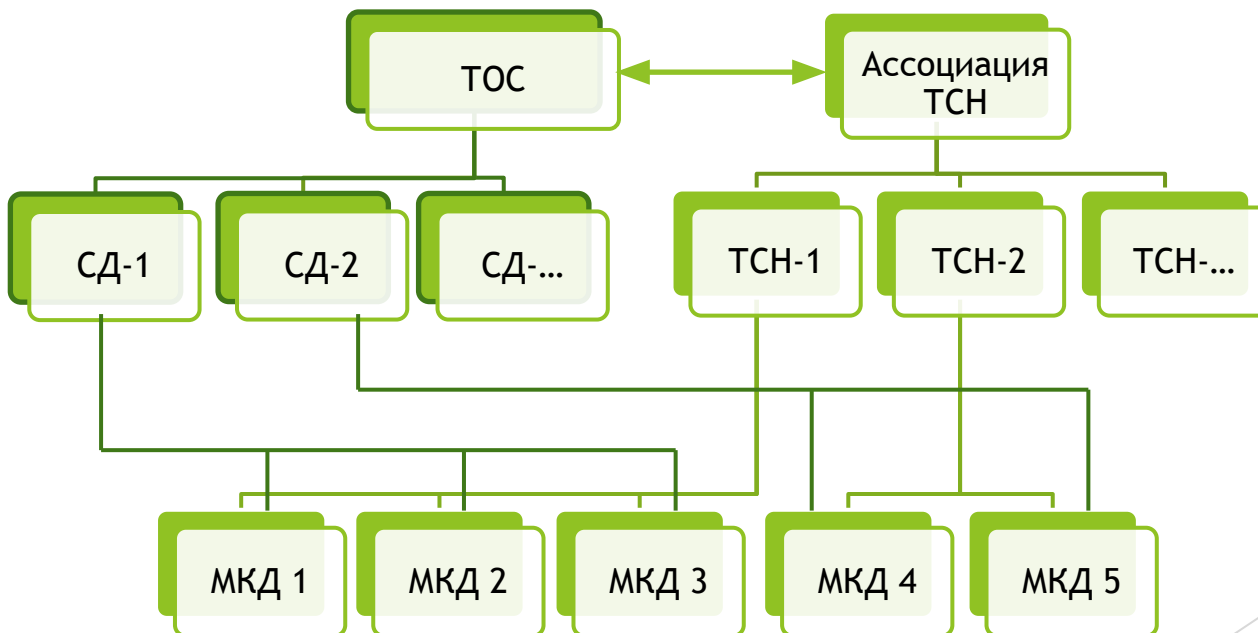 ТОС
Ассоциация
ТСН
СД-1
СД-2
СД-...
ТСН-1
ТСН-2
ТСН-...
МКД 1
МКД 2
МКД 3
МКД 4
МКД 5